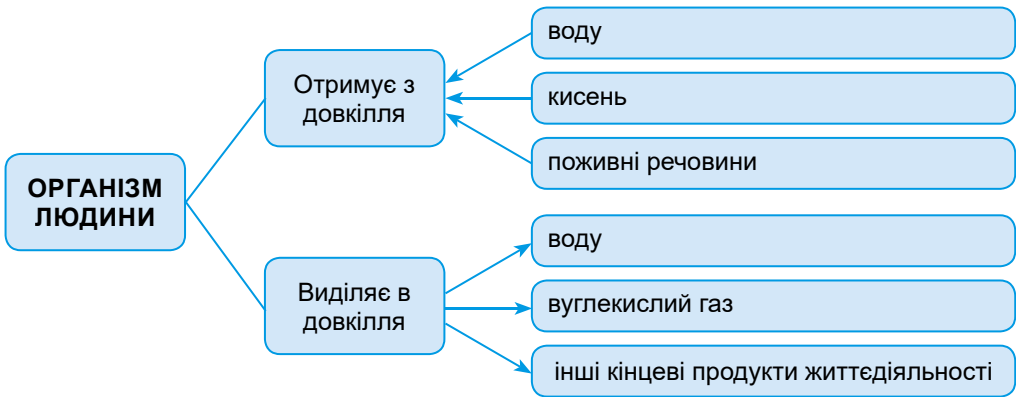 ОРГАНІЗМ
ЛЮДИНИ
Отримує з
довкілля
воду
кисень
поживні речовини
Виділяє в
довкілля
воду
вуглекислий газ
інші кінцеві продукти життєдіяльності